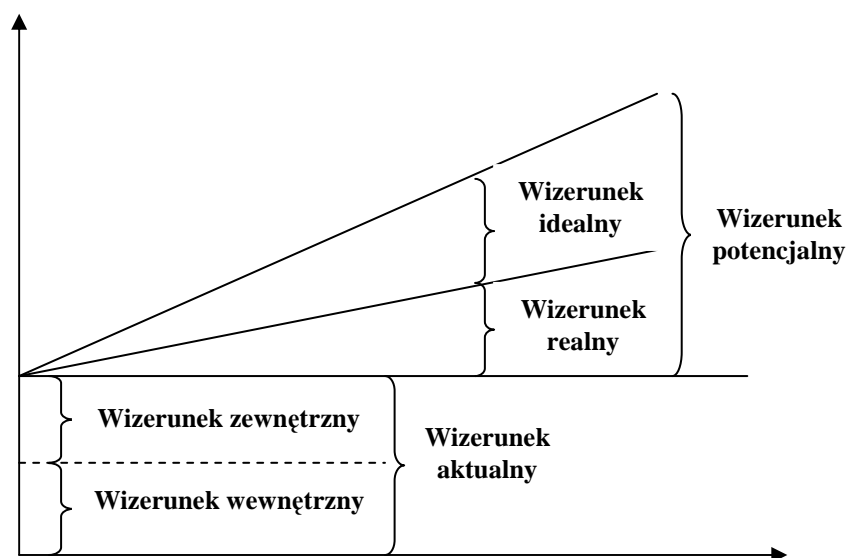 Wizerunek
idealny
Wizerunek
potencjalny
Wizerunek
realny
Wizerunek zewnętrzny
Wizerunek
aktualny
Wizerunek wewnętrzny